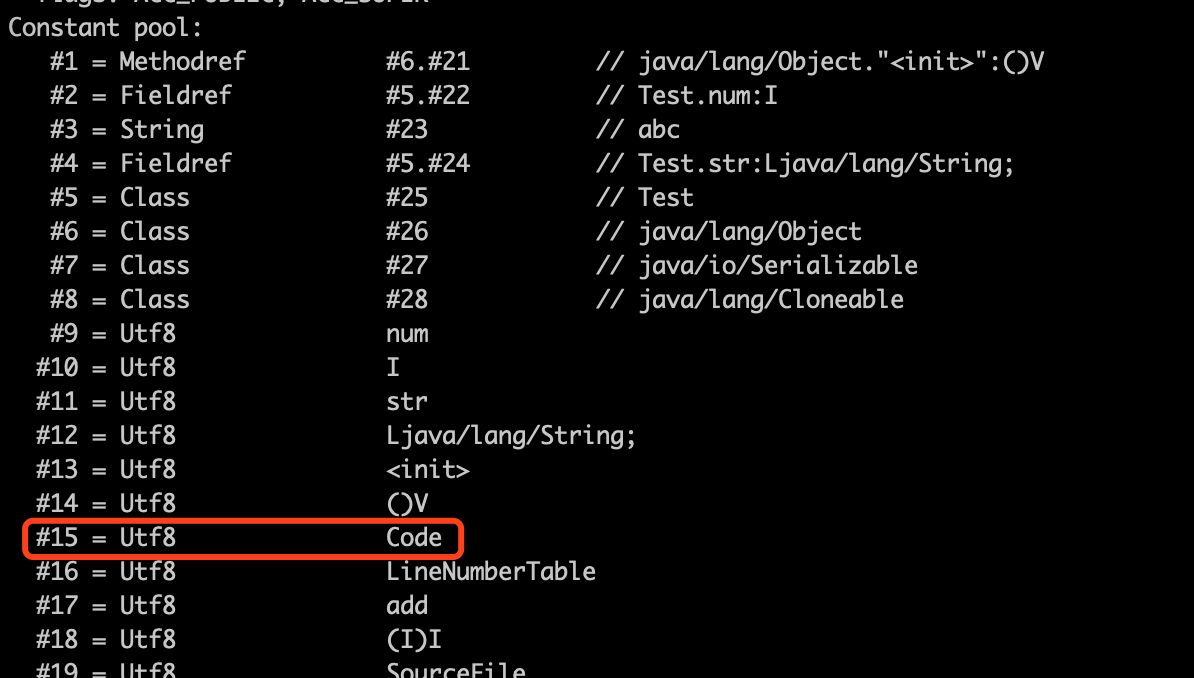 flags: ACC_PUBLIC, ACC_SUPER
Constant pool:
#1 = Methodref #6.#21 // java/lang/Object."<init>":()V
#2 = Fieldref #5.#22 // Test.num:I
#3 = String #23 // abc
#4 = Fieldref #5.#24 // Test.str:Ljava/lang/String;
#5 = Class #25 // Test
#6 = Class #26 // java/lang/Object
#7 = Class #27 // java/io/Serializable
#8 = Class #28 // java/lang/Cloneable
#9 = Utf8 num
#10 = Utf8 I
#11 = Utf8 str
#12 = Utf8 Ljava/lang/String;
#13 = Utf8 <init>
#14 = Utf8 ()V
#15 = Utf8 Code
#16 = Utf8 LineNumberTable
#17 = Utf8 add
#18 = Utf8 (I)I
#19 = Utf8 SourceFile